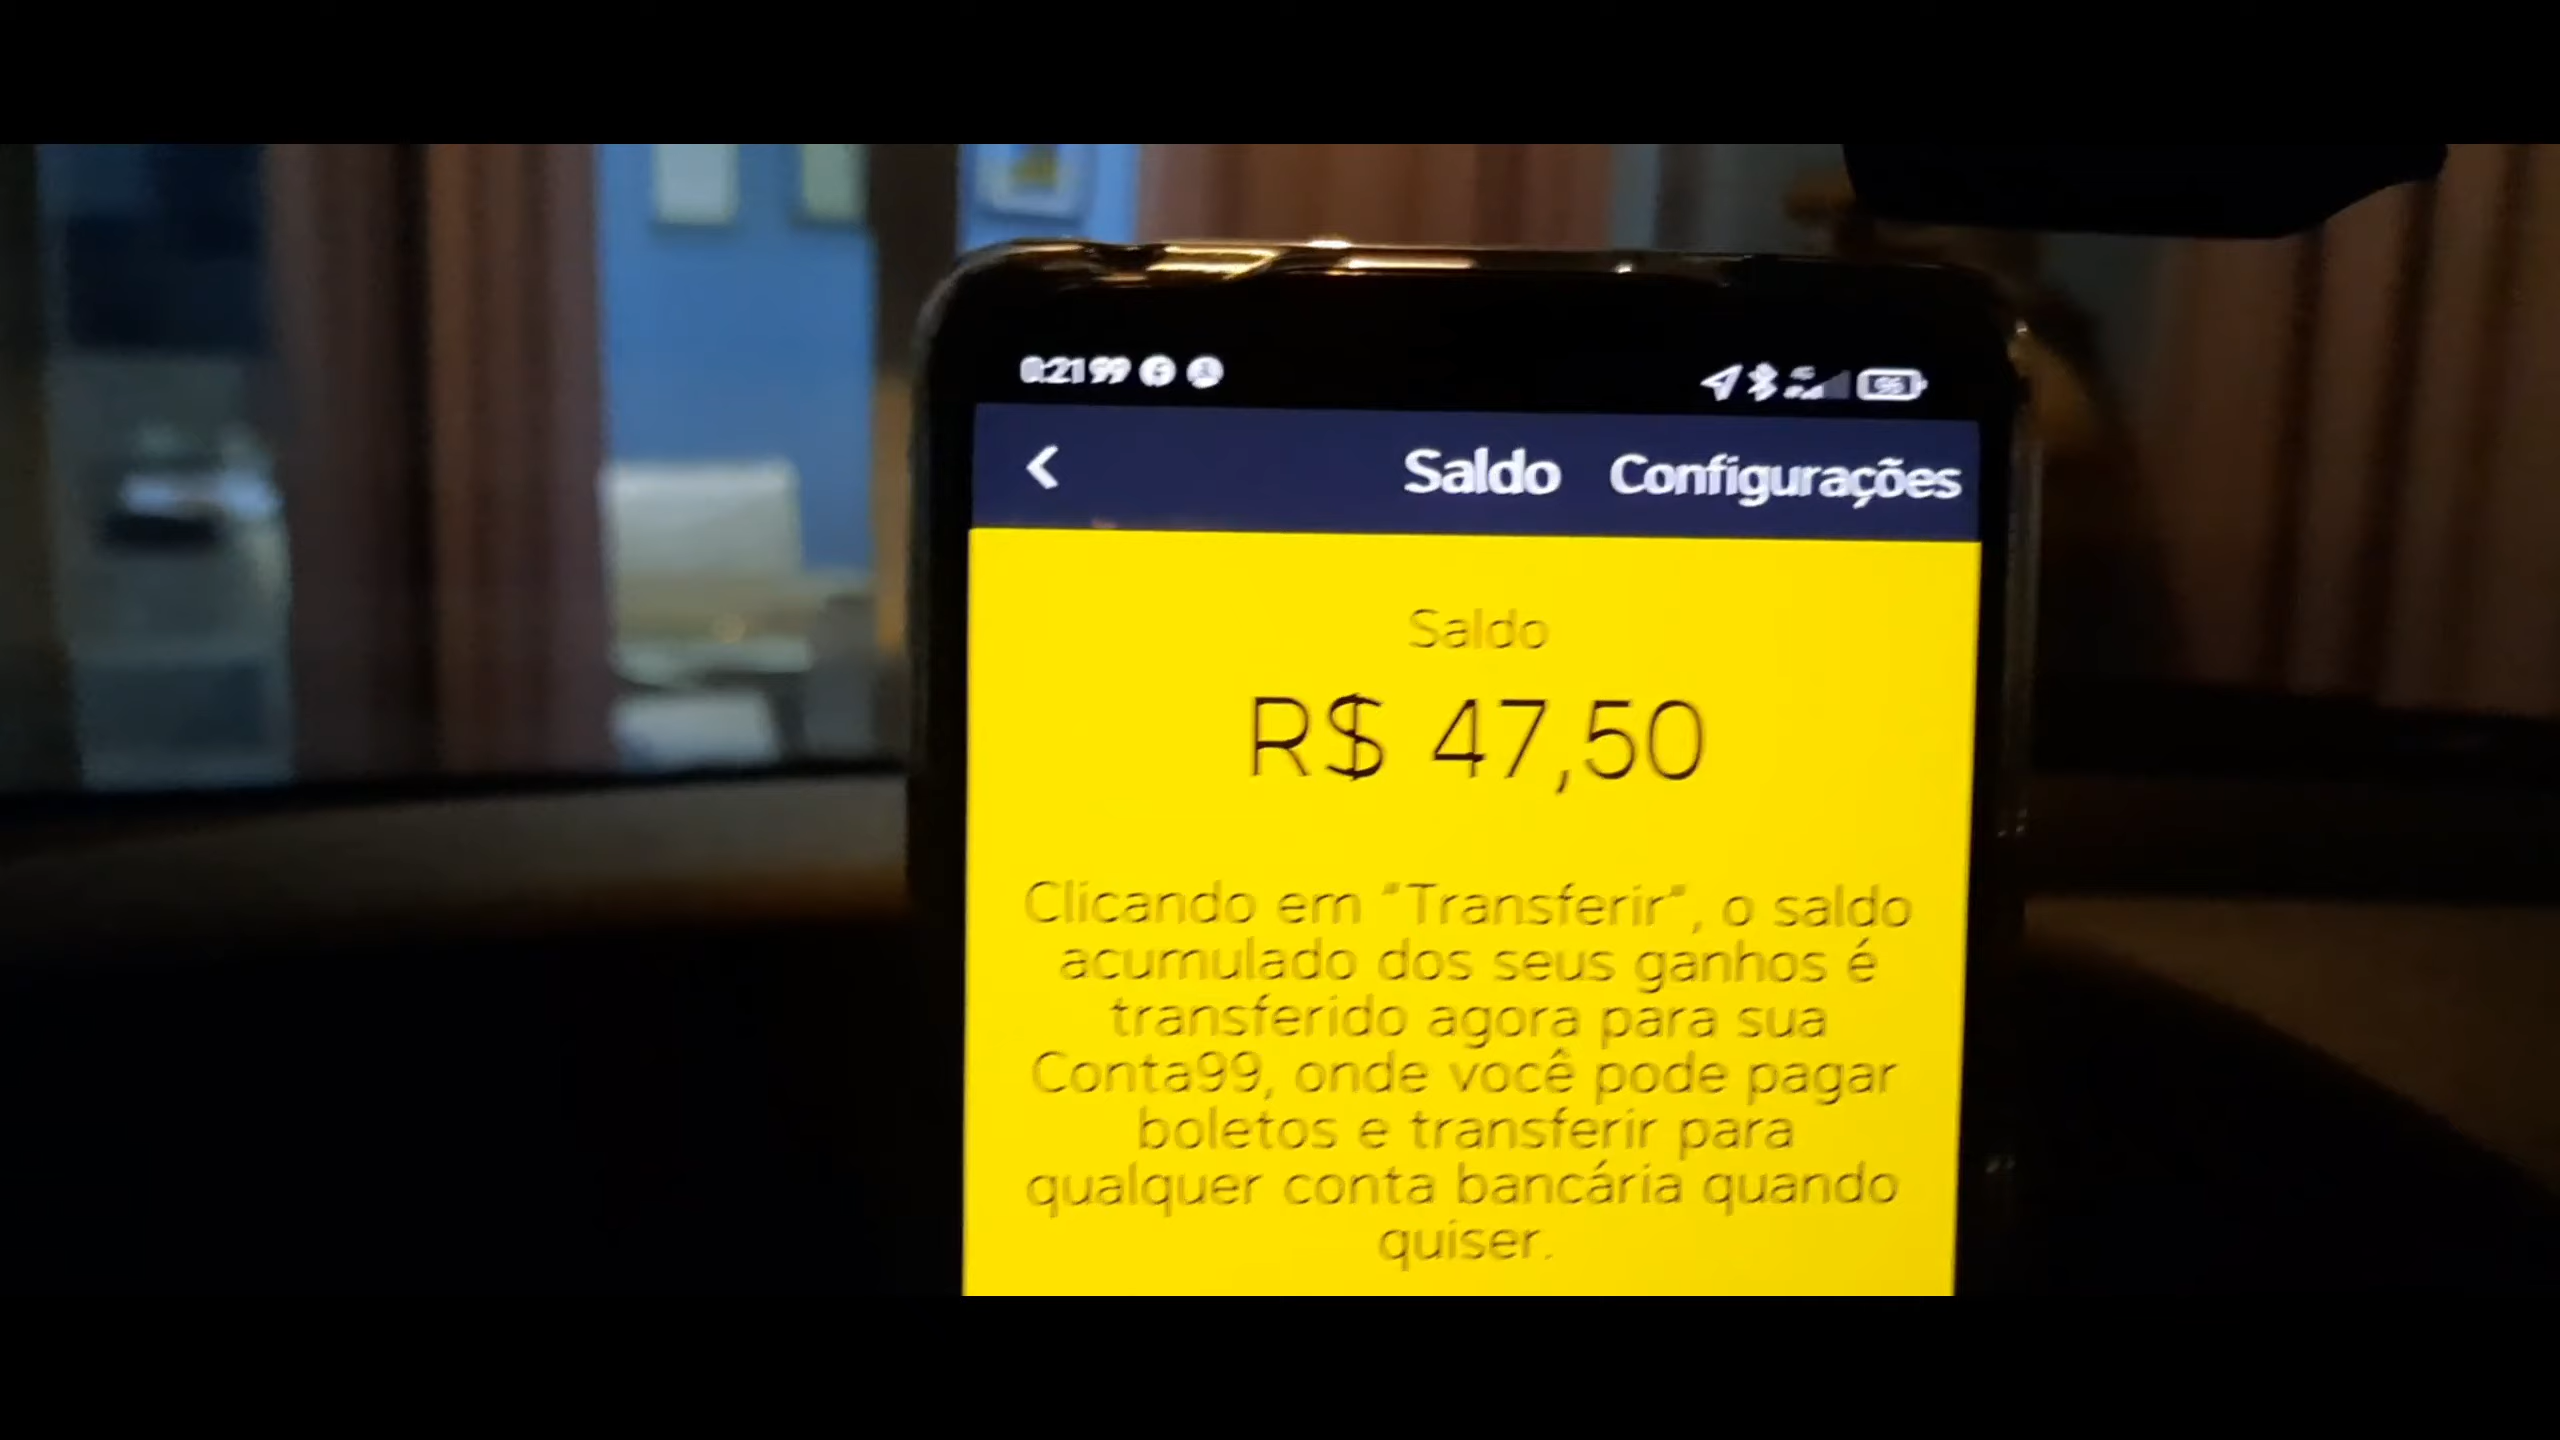 99
Saldo Configurações
Saldo
R$ 47,50
Clicando em "Transferir", o saldo
acumulado dos seus ganhos é
transferido agora para sua
Conta99, onde você pode pagar
boletos e transferir para
qualquer conta bancária quando
quiser.